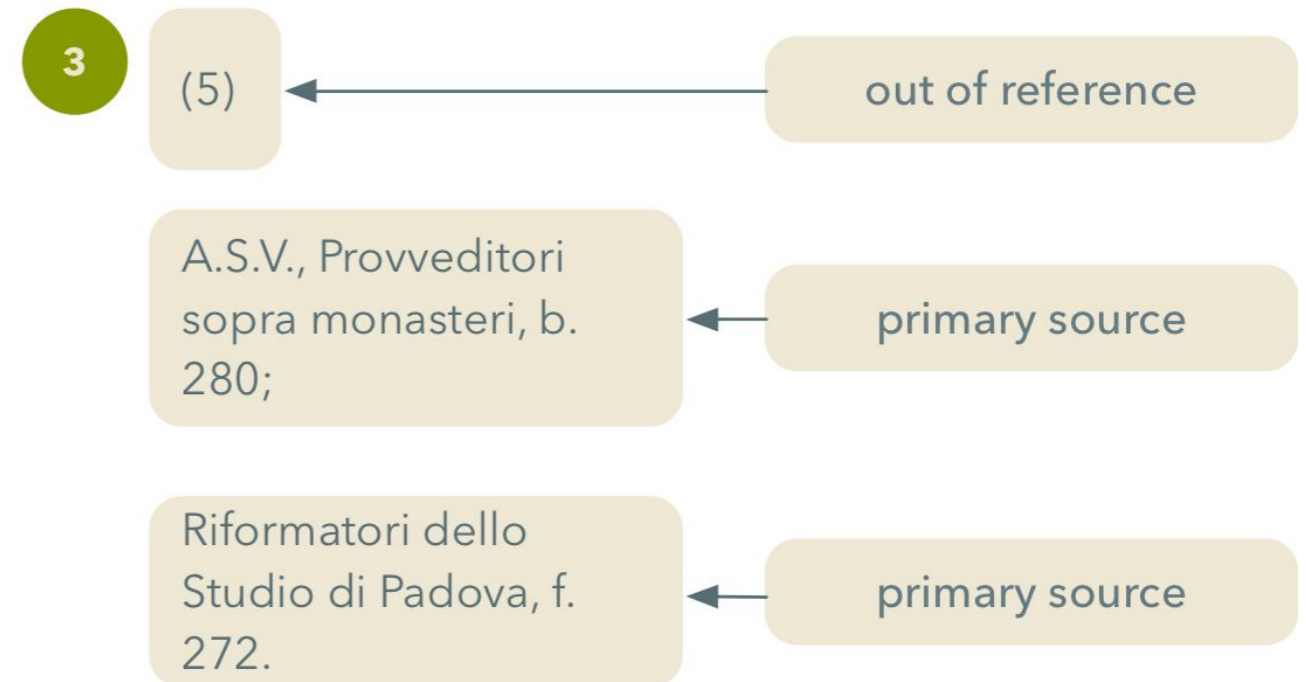 3
(5)
out of reference
A.S.V., Provveditori
sopra monasteri, b.
280;
primary source
Riformatori dello
Studio di Padova, f.
272.
primary source